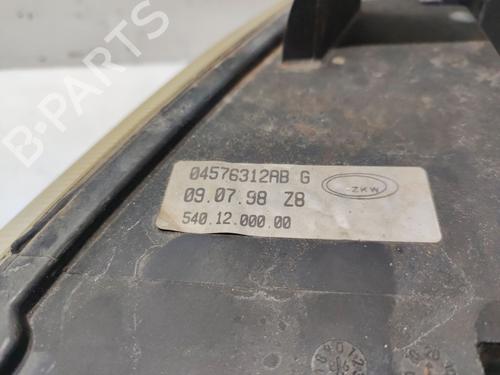 B-PARTS
04576312AB G
ZKW
09.07.98 Z8
540.12.000.00